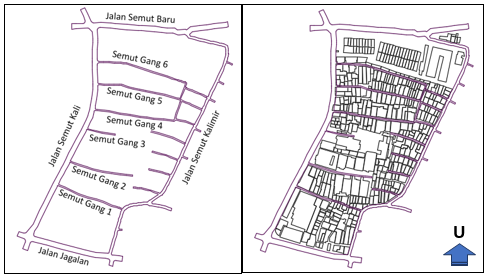 Jalan Semut Baru
Semut Gang 6
Semut Gang 5
Semut Gang 4
Semut Gang 3
Jalan Semut Kali
Jalan Semut Kalimir
Semut Gang 2
Semut Gang 1
Jalan Jagalan
U